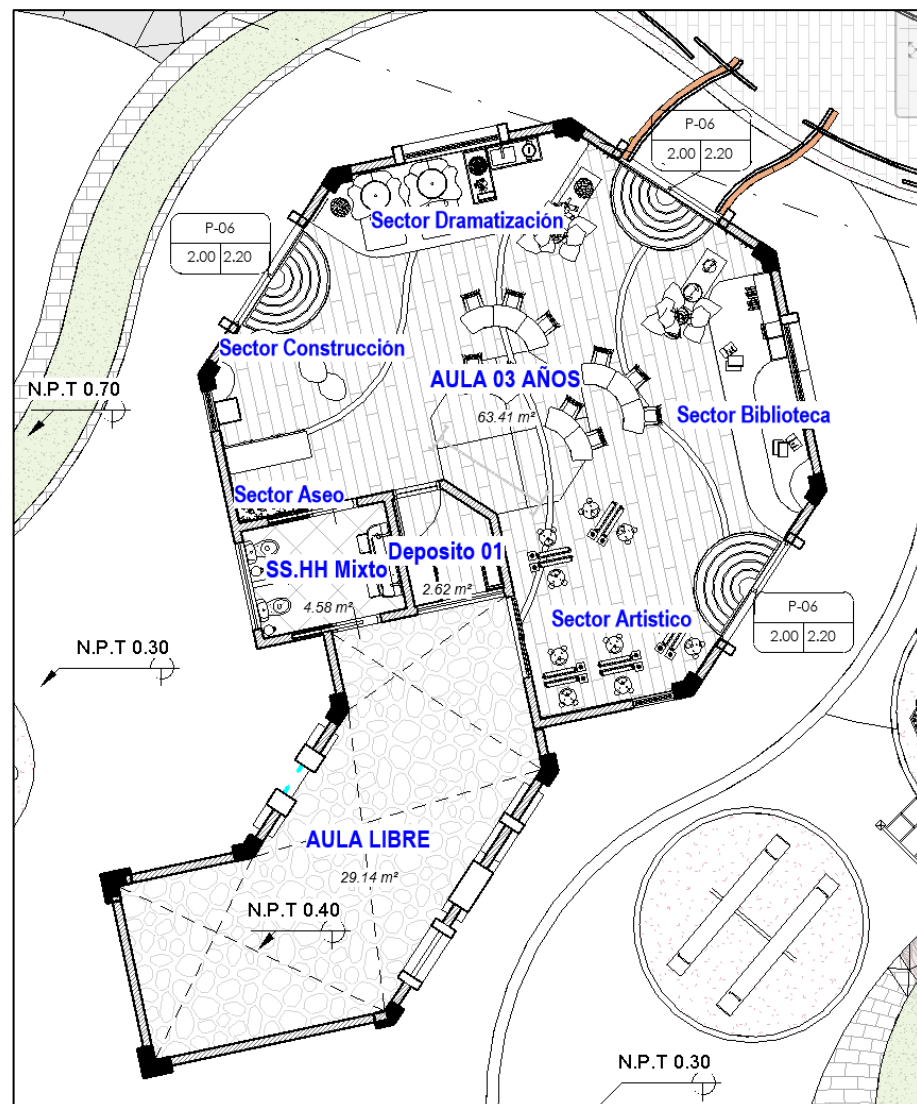 P-06
2.00 2.20
Sector Dramatización
P-06
2.00 2.20
Sector Construcción
AULA 03 AÑOS
63.41 m²
N.P.T 0.70
Sector Biblioteca
Sector Aseo
Deposito 01
2.62 m²
SS.HH Mixto
4.58 m²
P-06
2.00 2.20
Sector Artistico
N.P.T 0.30
AULA LIBRE
29.14 m²
N.P.T 0.40
N.P.T 0.30